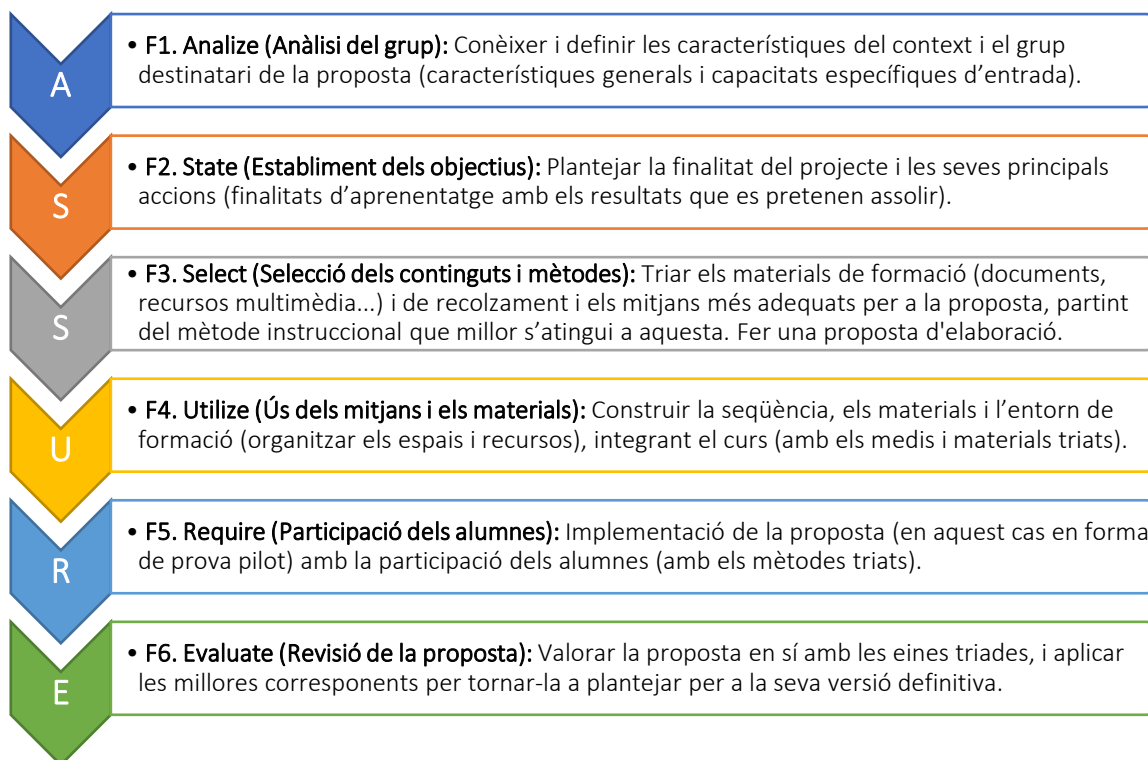 A
• F1. Analize (Anàlisi del grup): Conèixer i definir les característiques del context i el grup
destinatari de la proposta (característiques generals i capacitats específiques d’entrada).
S
• F2. State (Establiment dels objectius): Plantejar la finalitat del projecte i les seves principals
accions (finalitats d’aprenentatge amb els resultats que es pretenen assolir).
S
• F3. Select (Selecció dels continguts i mètodes): Triar els materials de formació (documents,
recursos multimèdia...) i de recolzament i els mitjans més adequats per a la proposta, partint
del mètode instruccional que millor s’atingui a aquesta. Fer una proposta d'elaboració.
U
• F4. Utilize (Ús dels mitjans i els materials): Construir la seqüència, els materials i l’entorn de
formació (organitzar els espais i recursos), integrant el curs (amb els medis i materials triats).
R
• F5. Require (Participació dels alumnes): Implementació de la proposta (en aquest cas en forma
de prova pilot) amb la participació dels alumnes (amb els mètodes triats).
E
• F6. Evaluate (Revisió de la proposta): Valorar la proposta en sí amb les eines triades, i aplicar
les millores corresponents per tornar-la a plantejar per a la seva versió definitiva.